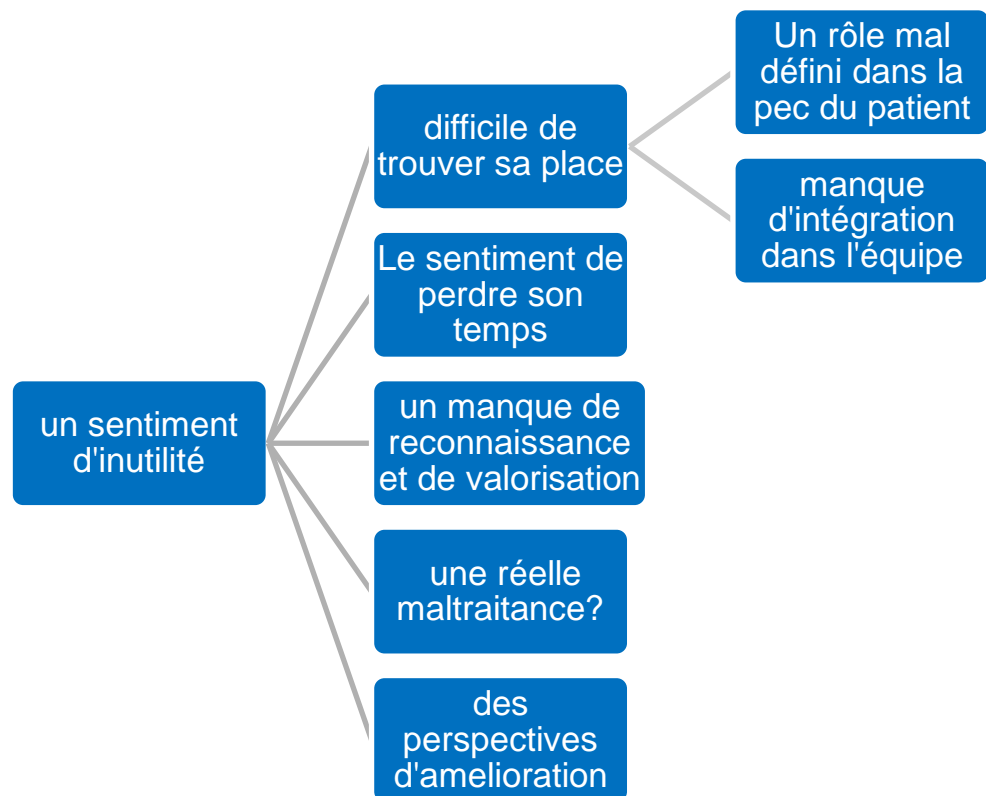 un sentiment
d'inutilité
difficile de
trouver sa place
Un rôle mal
défini dans la
pec du patient
manque
d'intégration
dans l'équipe
Le sentiment de
perdre son
temps
un manque de
reconnaissance
et de valorisation
une réelle
maltraitance?
des
perspectives
d'amelioration